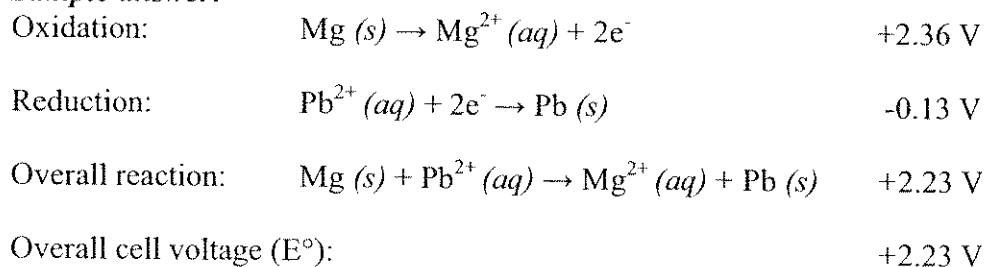 Oxidation: Mg (s) → Mg²⁺ (aq) + 2e⁻ +2.36 V
Reduction: Pb²⁺ (aq) + 2e⁻ → Pb (s) -0.13 V
Overall reaction: Mg (s) + Pb²⁺ (aq) → Mg²⁺ (aq) + Pb (s) +2.23 V
Overall cell voltage (E°): +2.23 V